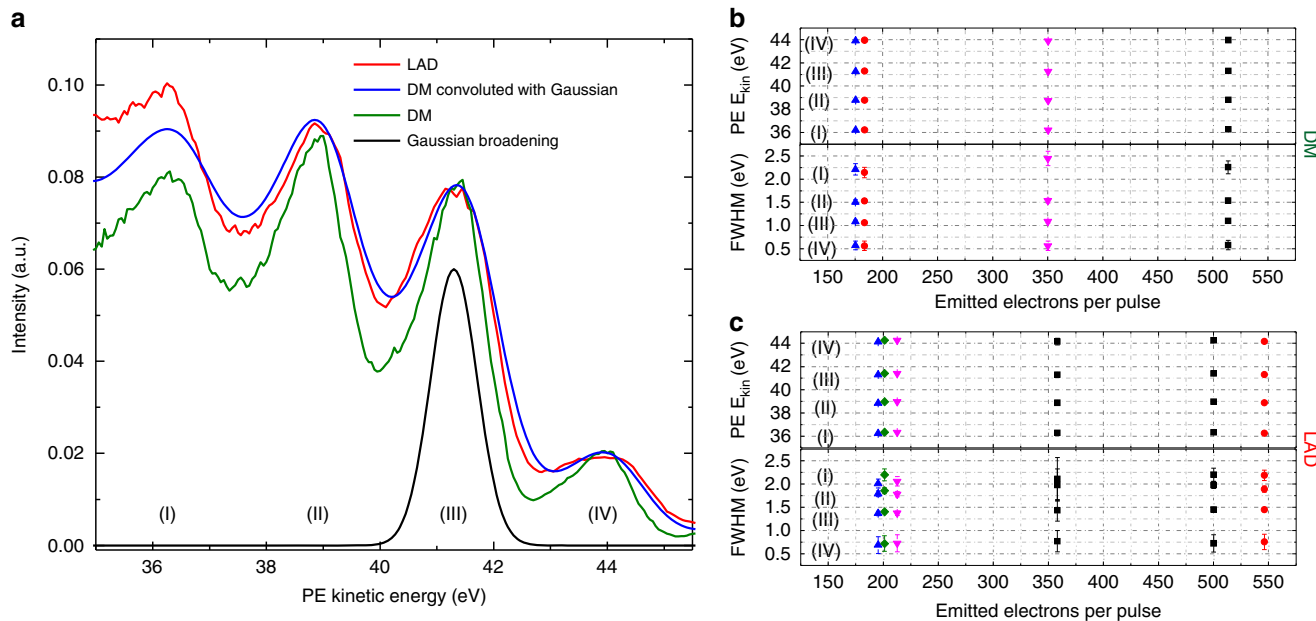 a
0.10
0.08
0.06
0.04
0.02
0.00
Intensity (a.u.)
LAD
DM convoluted with Gaussian
DM
Gaussian broadening
(I)
(II)
(III)
(IV)
36
38
40
42
44
PE kinetic energy (eV)
b
PE E_kin (eV)
44
42
40
38
36
(IV)
(III)
(II)
(I)
FWHM (eV)
2.5
2.0
1.5
1.0
0.5
(I)
(II)
(III)
(IV)
150 200 250 300 350 400 450 500 550
Emitted electrons per pulse
DM
c
PE E_kin (eV)
44
42
40
38
36
(IV)
(III)
(II)
(I)
FWHM (eV)
2.5
2.0
1.5
1.0
0.5
(I)
(II)
(III)
(IV)
150 200 250 300 350 400 450 500 550
Emitted electrons per pulse
LAD